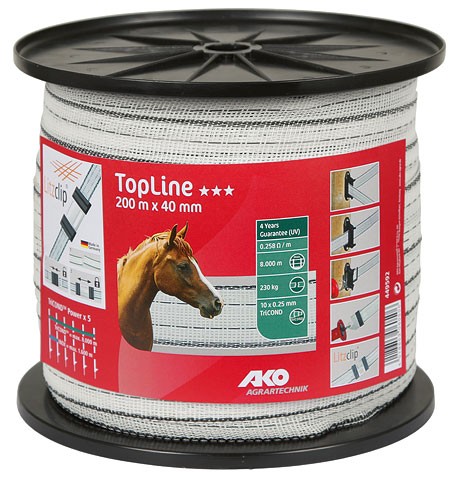 Litzclip®
TopLine ★★★
200 m x 40 mm
4 Years
Guarantee (UV)
0.258 Ω / m
8.000 m
230 kg
10 x 0.25 mm
TriCOND
TriCOND™ Power x 5
AKO
AGRARTECHNIK
Litzclip
449592